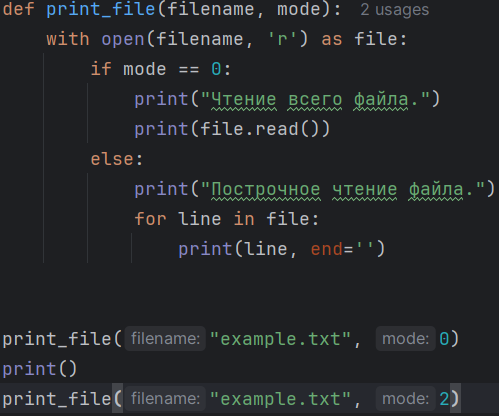 def print_file(filename, mode): 2 usages
    with open(filename, 'r') as file:
        if mode == 0:
            print("Чтение всего файла.")
            print(file.read())
        else:
            print("Построчное чтение файла.")
            for line in file:
                print(line, end='')
print_file( filename: "example.txt", mode: 0)
print()
print_file( filename: "example.txt", mode: 2)